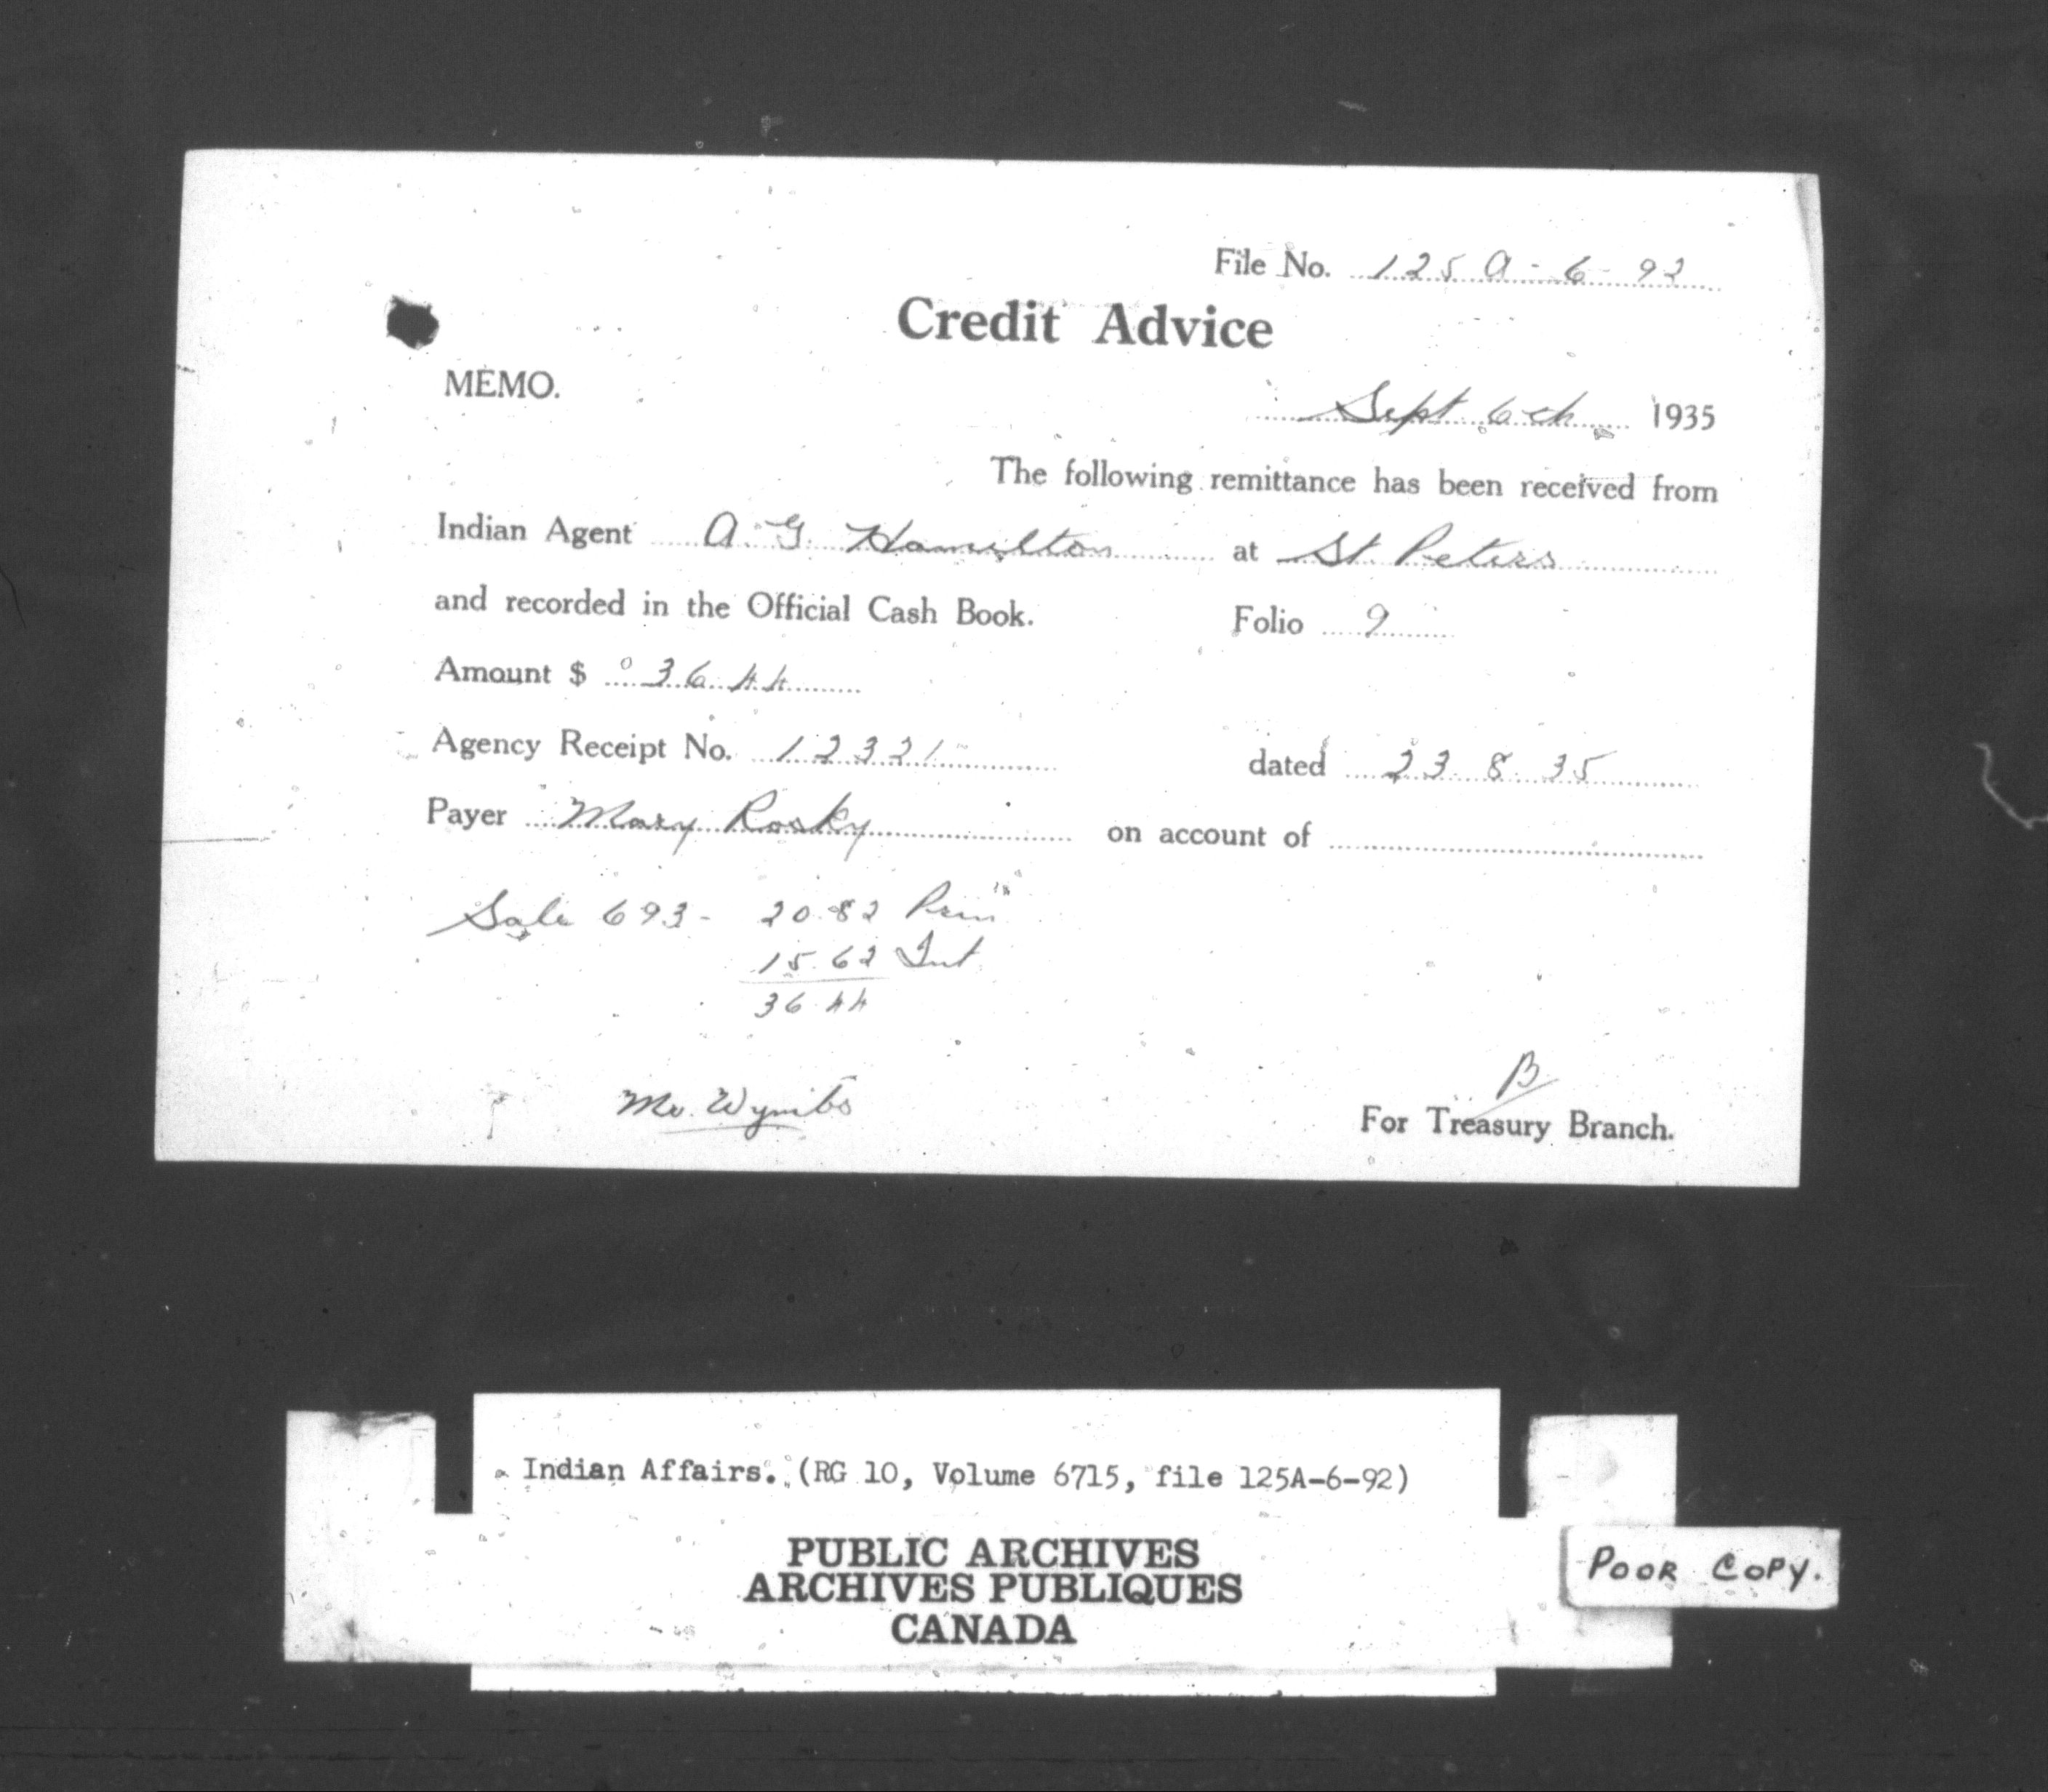 File No. 125 A-6-92
Credit Advice
MEMO.
Sept 6th 1935
The following remittance has been received from
Indian Agent A. G. Hamilton at St. Peters
and recorded in the Official Cash Book. Folio 9
Amount $ 36.44
Agency Receipt No. 12321 dated 23 8 35
Payer Mary Rosky on account of
Sale 693 - 20.82 Prin
15.62 Int
36.44
Mr.
B
For Treasury Branch.
Indian Affairs. (RG 10, Volume 6715, file 125A-6-92)
PUBLIC ARCHIVES
ARCHIVES PUBLIQUES
CANADA
POOR COPY.